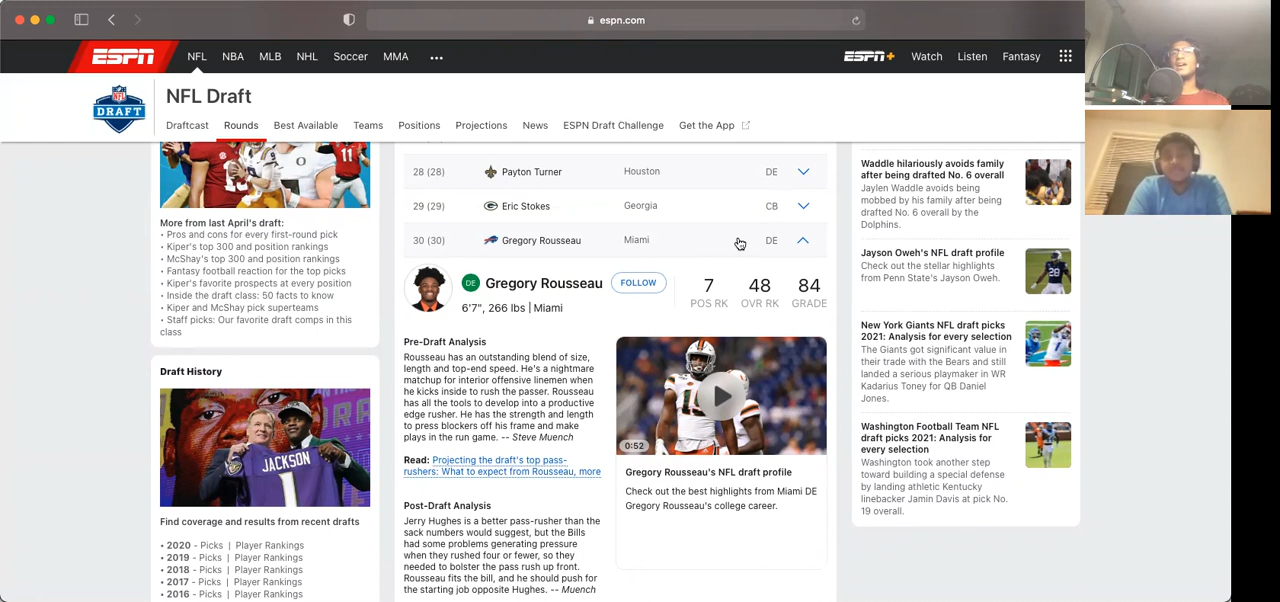 espn.com
ESPN NFL NBA MLB NHL Soccer MMA ... ESPN+ Watch Listen Fantasy
NFL DRAFT
NFL Draft
Draftcast Rounds Best Available Teams Positions Projections News ESPN Draft Challenge Get the App
More from last April's draft:
• Pros and cons for every first-round pick
• Kiper's top 300 and position rankings
• McShay's top 300 and position rankings
• Fantasy football reaction for the top picks
• Kiper's favorite prospects at every position
• Inside the draft class: 50 facts to know
• Kiper and McShay pick superteams
• Staff picks: Our favorite draft comps in this
class
Draft History
JACKSON
1
Find coverage and results from recent drafts
• 2020 - Picks | Player Rankings
• 2019 - Picks | Player Rankings
• 2018 - Picks | Player Rankings
• 2017 - Picks | Player Rankings
• 2016 - Picks | Player Rankings
28 (28) Payton Turner Houston DE
29 (29) Eric Stokes Georgia CB
30 (30) Gregory Rousseau Miami DE
DE Gregory Rousseau FOLLOW
6'7", 266 lbs | Miami
7 48 84
POS RK OVR RK GRADE
Pre-Draft Analysis
Rousseau has an outstanding blend of size,
length and top-end speed. He's a nightmare
matchup for interior offensive linemen when
he kicks inside to rush the passer. Rousseau
has all the tools to develop into a productive
edge rusher. He has the strength and length
to press blockers off his frame and make
plays in the run game. -- Steve Muench
Read: Projecting the draft's top pass-
rushers: What to expect from Rousseau, more
Post-Draft Analysis
Jerry Hughes is a better pass-rusher than the
sack numbers would suggest, but the Bills
had some problems generating pressure
when they rushed four or fewer, so they
needed to bolster the pass rush up front.
Rousseau fits the bill, and he should push for
the starting job opposite Hughes. -- Muench
0:52
Gregory Rousseau's NFL draft profile
Check out the best highlights from Miami DE
Gregory Rousseau's college career.
Waddle hilariously avoids family
after being drafted No. 6 overall
Jaylen Waddle avoids being
mobbed by his family after being
drafted No. 6 overall by the
Dolphins.
Jayson Oweh's NFL draft profile
Check out the stellar highlights
from Penn State's Jayson Oweh.
New York Giants NFL draft picks
2021: Analysis for every selection
The Giants got significant value in
their trade with the Bears and still
landed a serious playmaker in WR
Kadarius Toney for QB Daniel
Jones.
Washington Football Team NFL
draft picks 2021: Analysis for
every selection
Washington took another step
toward building a special defense
by landing athletic Kentucky
linebacker Jamin Davis at pick No.
19 overall.